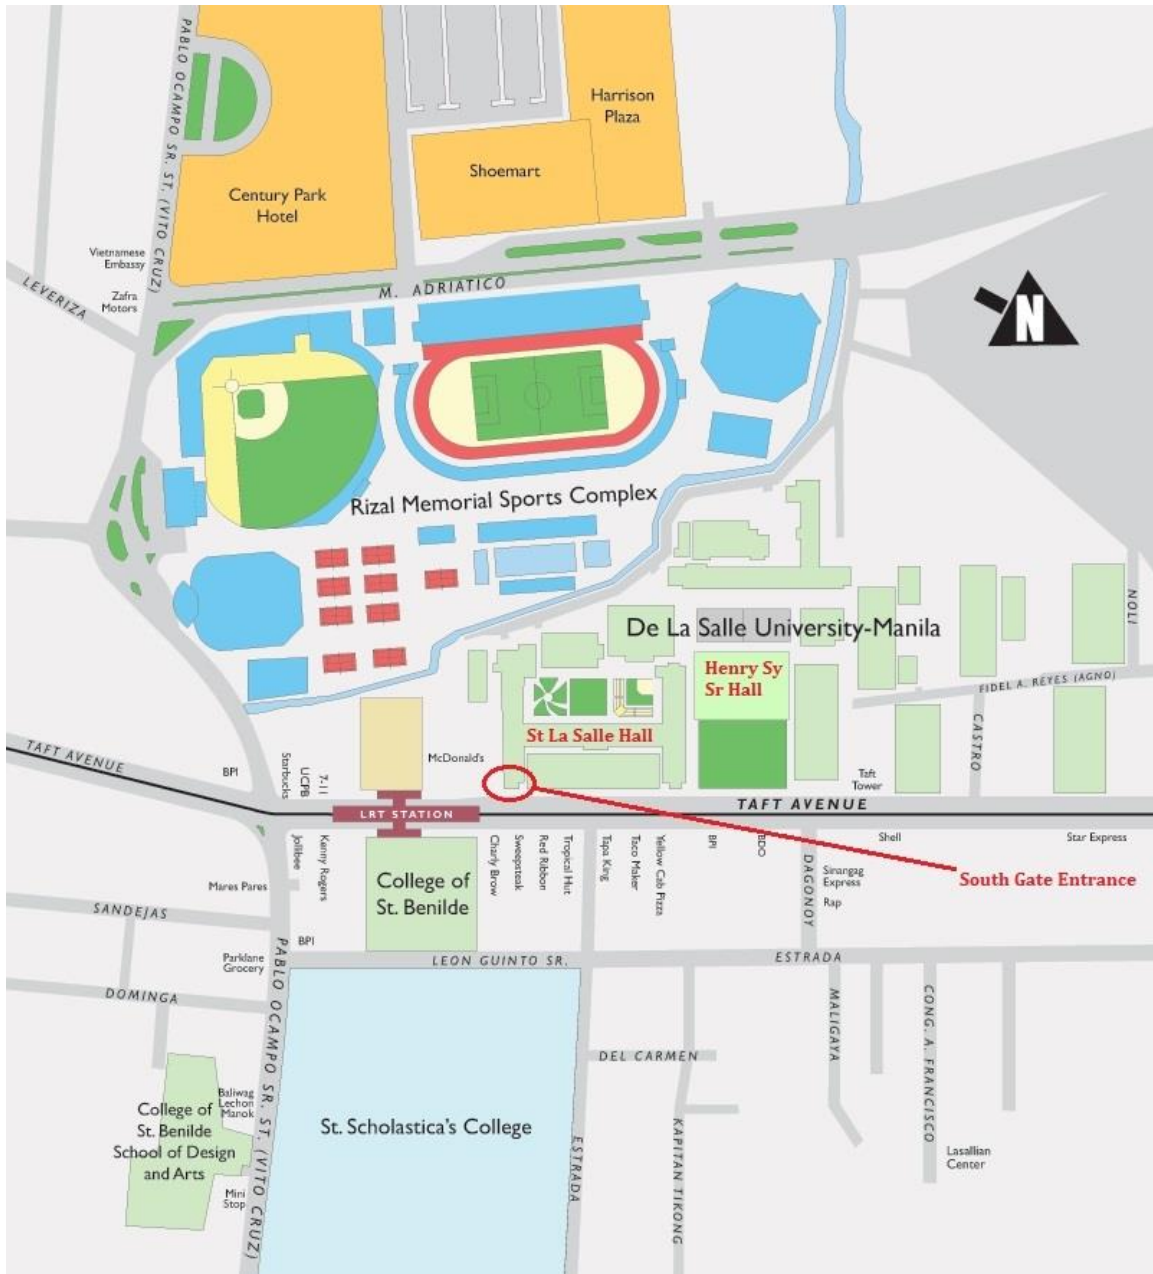 PABLO OCAMPO SR. ST. (VITO CRUZ)
Harrison
Plaza
Shoemart
Century Park
Hotel
Vietnamese
Embassy
LEVERIZA
Zafra
Motors
M. ADRIATICO
N
Rizal Memorial Sports Complex
De La Salle University-Manila
NOLI
Henry Sy
Sr Hall
FIDEL A. REYES (AGNO)
CASTRO
St La Salle Hall
TAFT AVENUE
BPI
Starbucks
UCPB
7-11
McDonald's
Taft
Tower
TAFT AVENUE
LRT STATION
Jollibee
Kenny Rogers
Charly Brow
Sweepsteak
Red Ribbon
Tropical Hut
Tapa King
Taco Maker
Yellow Cab Pizza
BPI
BDO
DAGONOY
Shell
Star Express
Sinangag
Express
Rap
South Gate Entrance
College of
St. Benilde
Mares Pares
SANDEJAS
BPI
Parklane
Grocery
LEON GUINTO SR.
ESTRADA
DOMINGA
PABLO OCAMPO SR. ST. (VITO CRUZ)
MALIGAYA
CONG. A. FRANCISCO
DEL CARMEN
KAPITAN TIKONG
ESTRADA
Baliwag
Lechon
Manok
College of
St. Benilde
School of Design
and Arts
Mini
Stop
St. Scholastica's College
Lasallian
Center